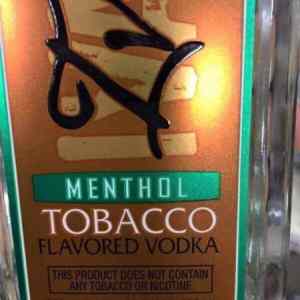 MENTHOL
TOBACCO
FLAVORED VODKA
THIS PRODUCT DOES NOT CONTAIN
ANY TOBACCO OR NICOTINE